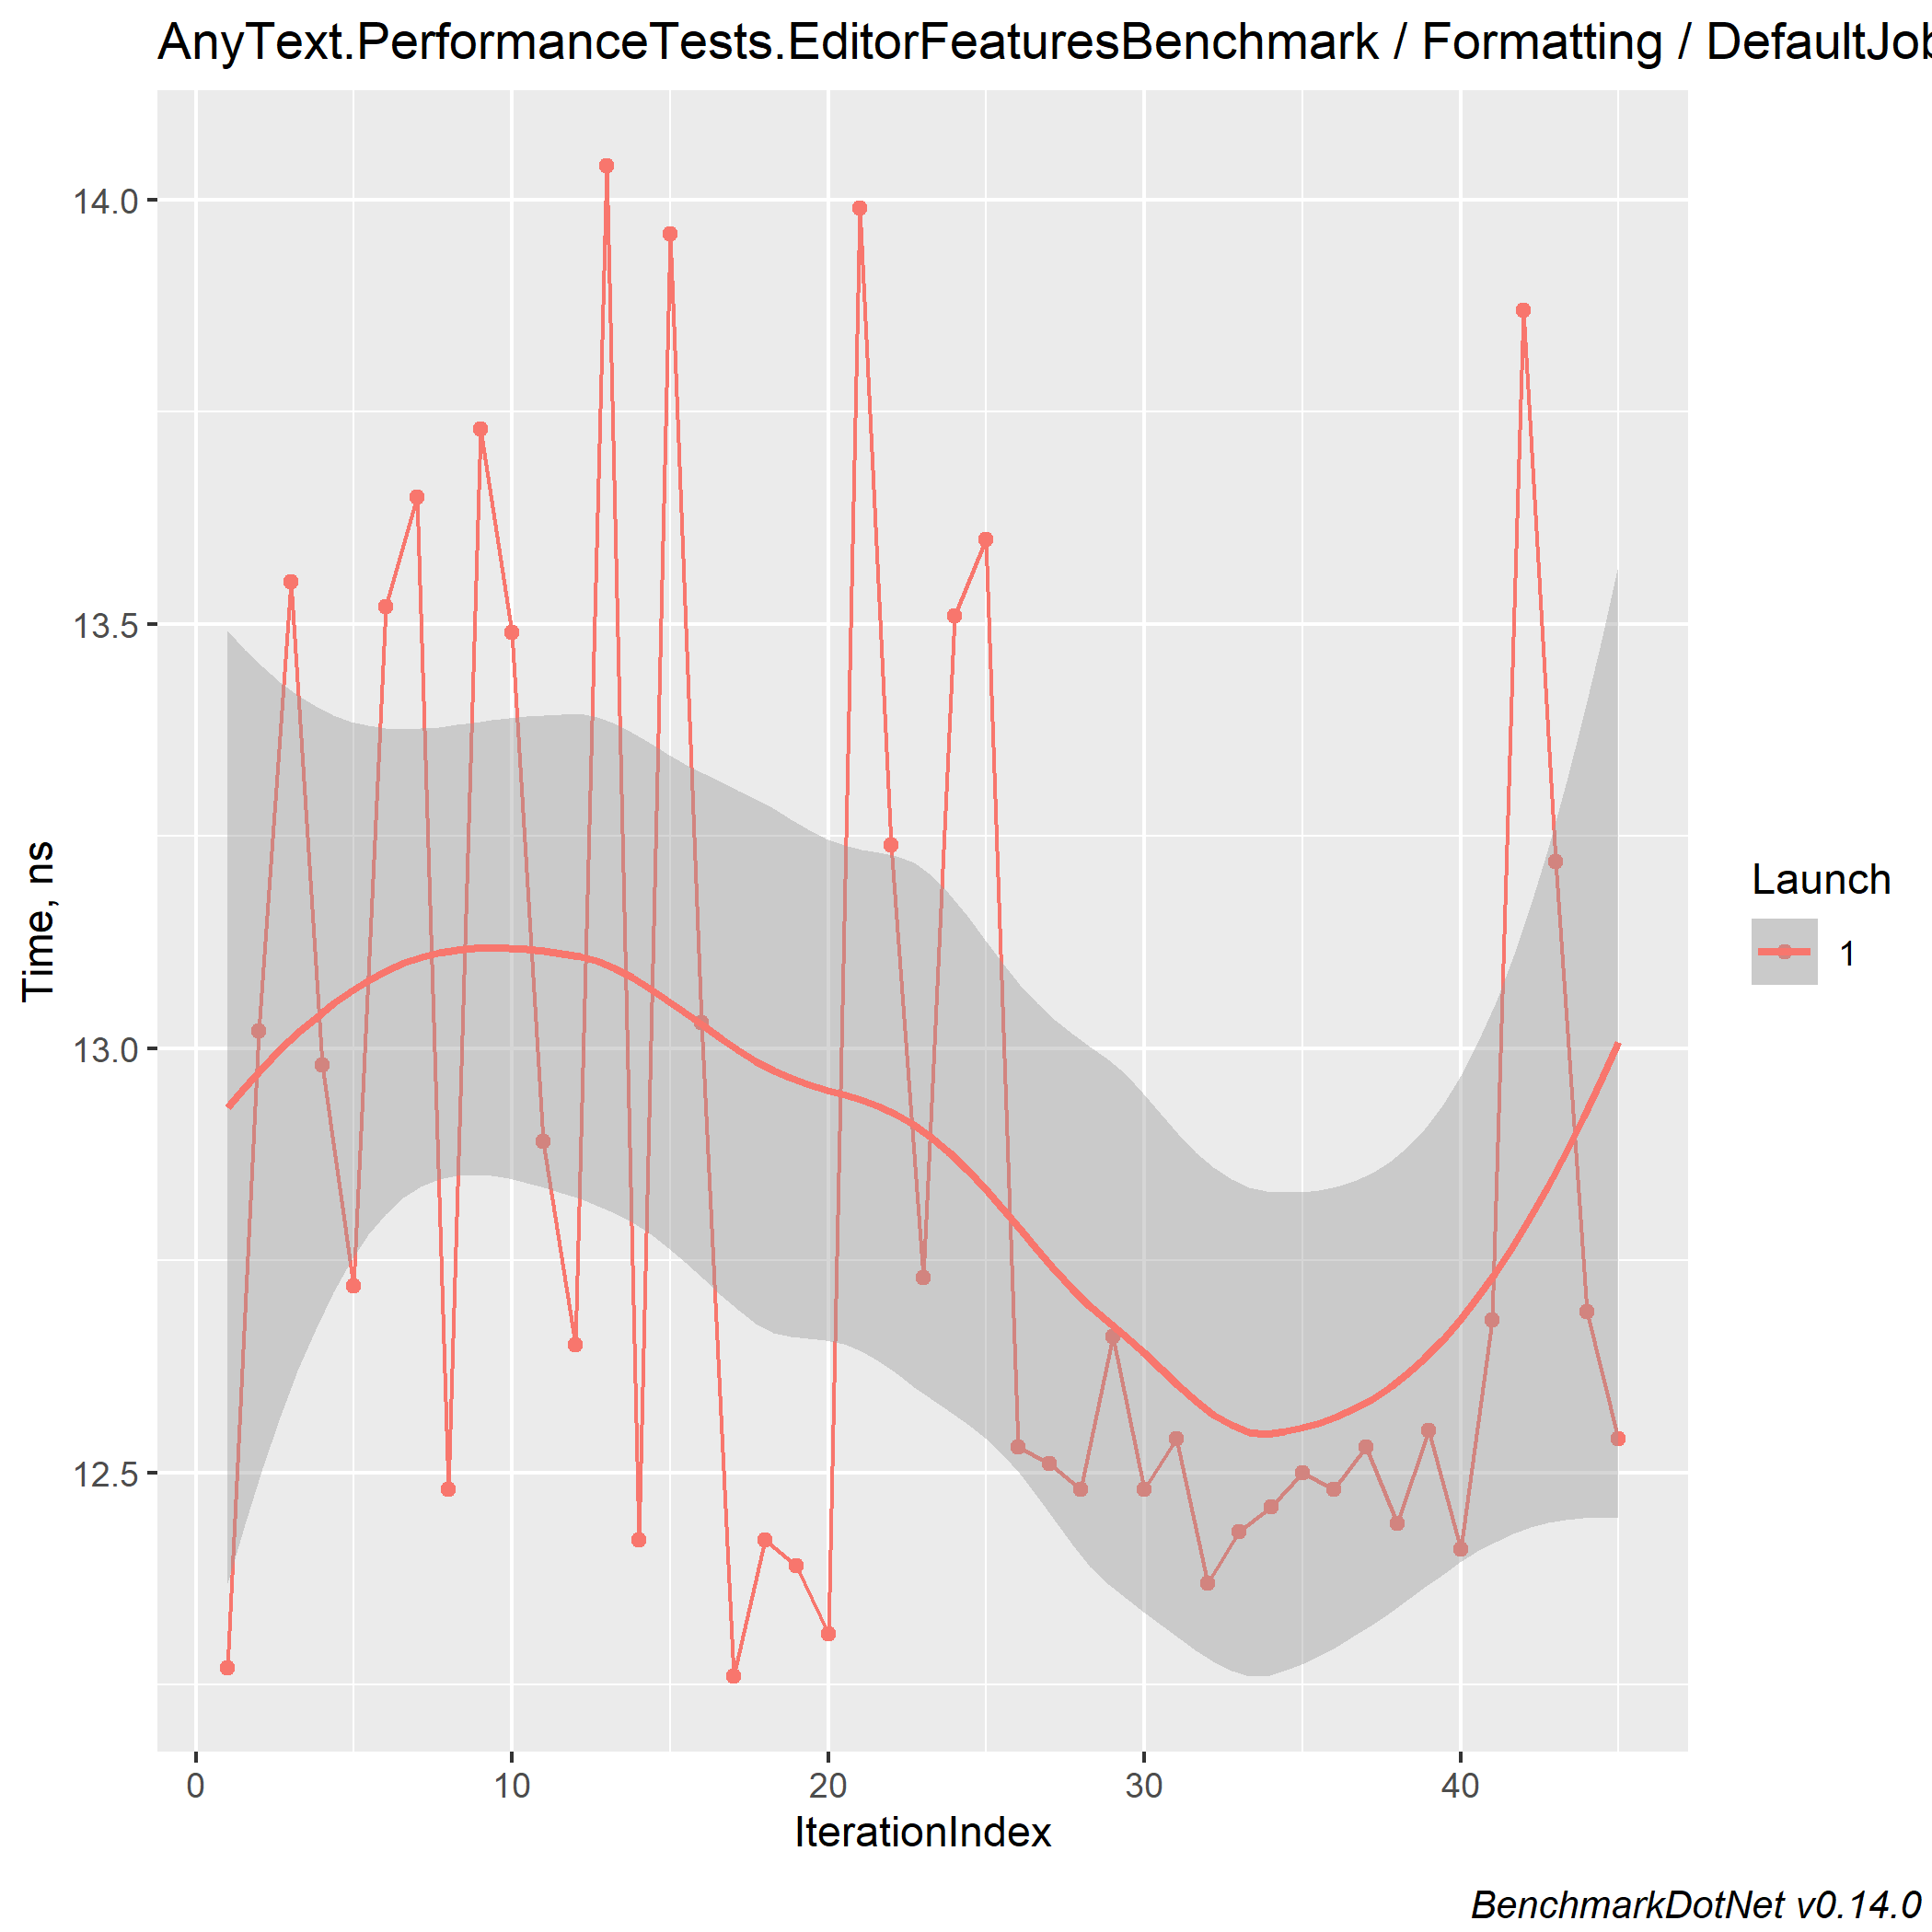 AnyText.PerformanceTests.EditorFeaturesBenchmark / Formatting / DefaultJob
14.0
13.5
13.0
12.5
Time, ns
0 10 20 30 40
IterationIndex
Launch
1
BenchmarkDotNet v0.14.0